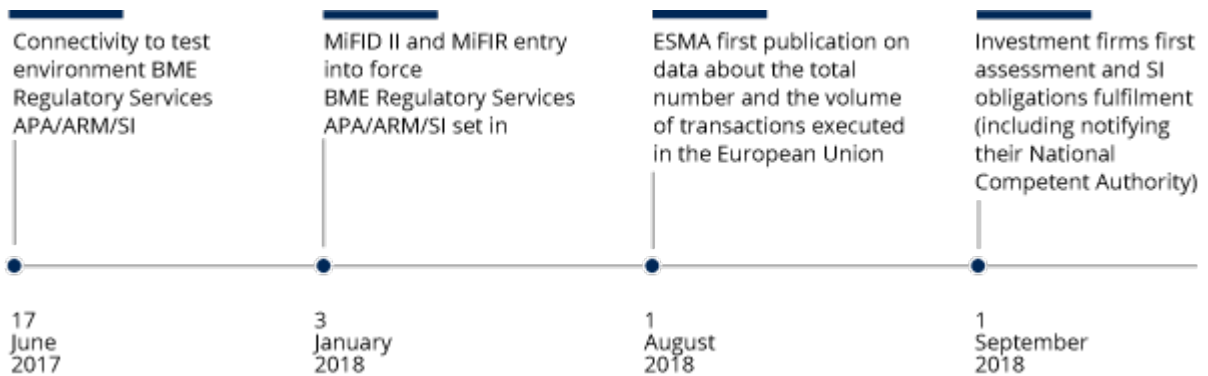 Connectivity to test
environment BME
Regulatory Services
APA/ARM/SI
MiFID II and MiFIR entry
into force
BME Regulatory Services
APA/ARM/SI set in
ESMA first publication on
data about the total
number and the volume
of transactions executed
in the European Union
Investment firms first
assessment and SI
obligations fulfilment
(including notifying
their National
Competent Authority)
17
June
2017
3
January
2018
1
August
2018
1
September
2018